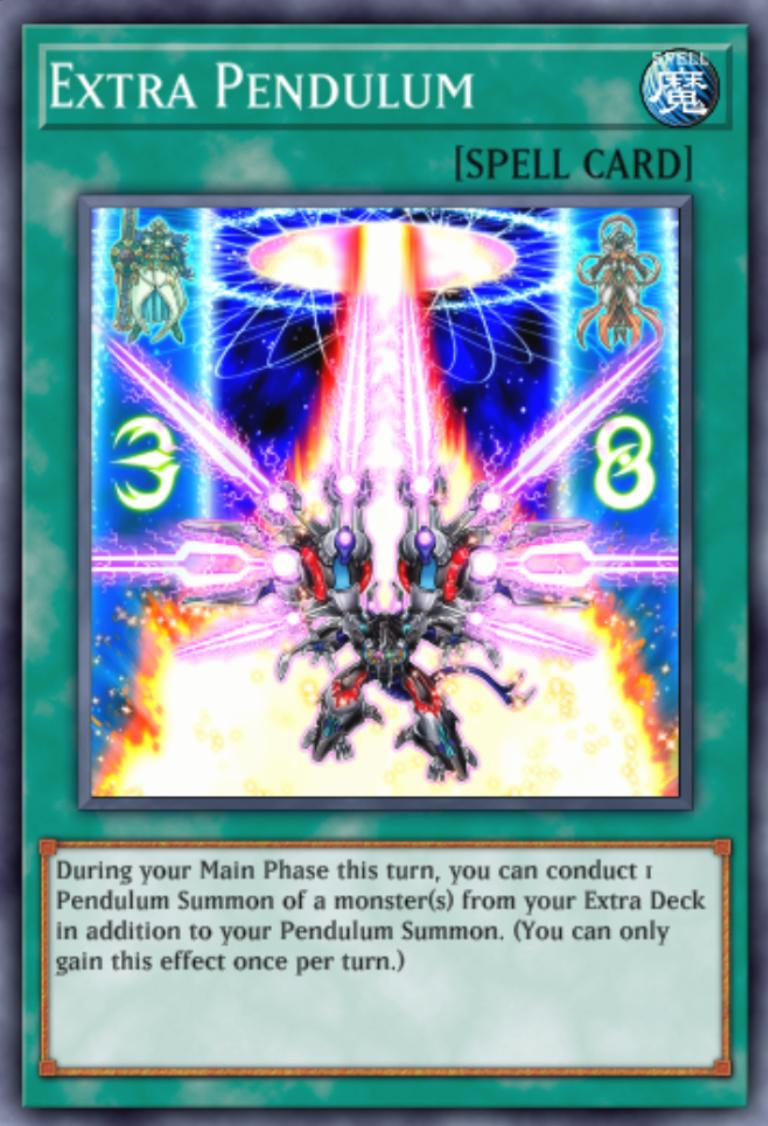 EXTRA PENDULUM
SPELL
魔
[SPELL CARD]
3 8
During your Main Phase this turn, you can conduct 1
Pendulum Summon of a monster(s) from your Extra Deck
in addition to your Pendulum Summon. (You can only
gain this effect once per turn.)